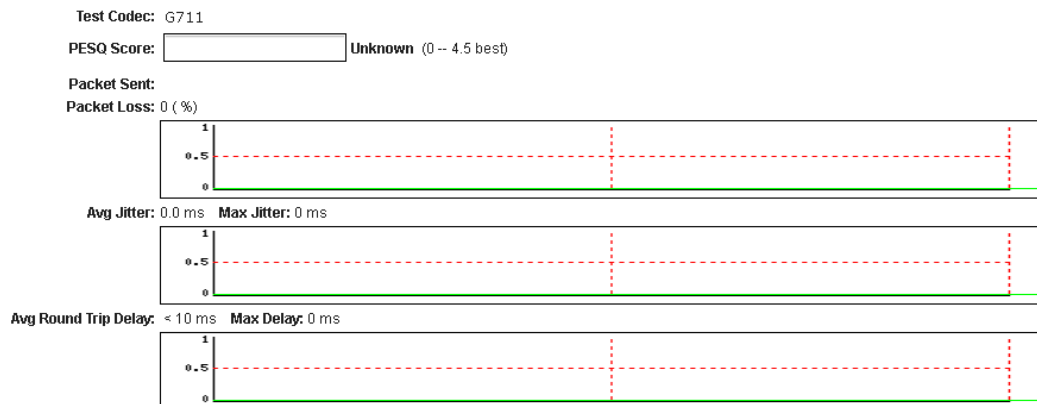 Test Codec: G711
PESQ Score: Unknown (0 -- 4.5 best)
Packet Sent:
Packet Loss: 0 ( %)
1
0.5
0
Avg Jitter: 0.0 ms Max Jitter: 0 ms
1
0.5
0
Avg Round Trip Delay: < 10 ms Max Delay: 0 ms
1
0.5
0